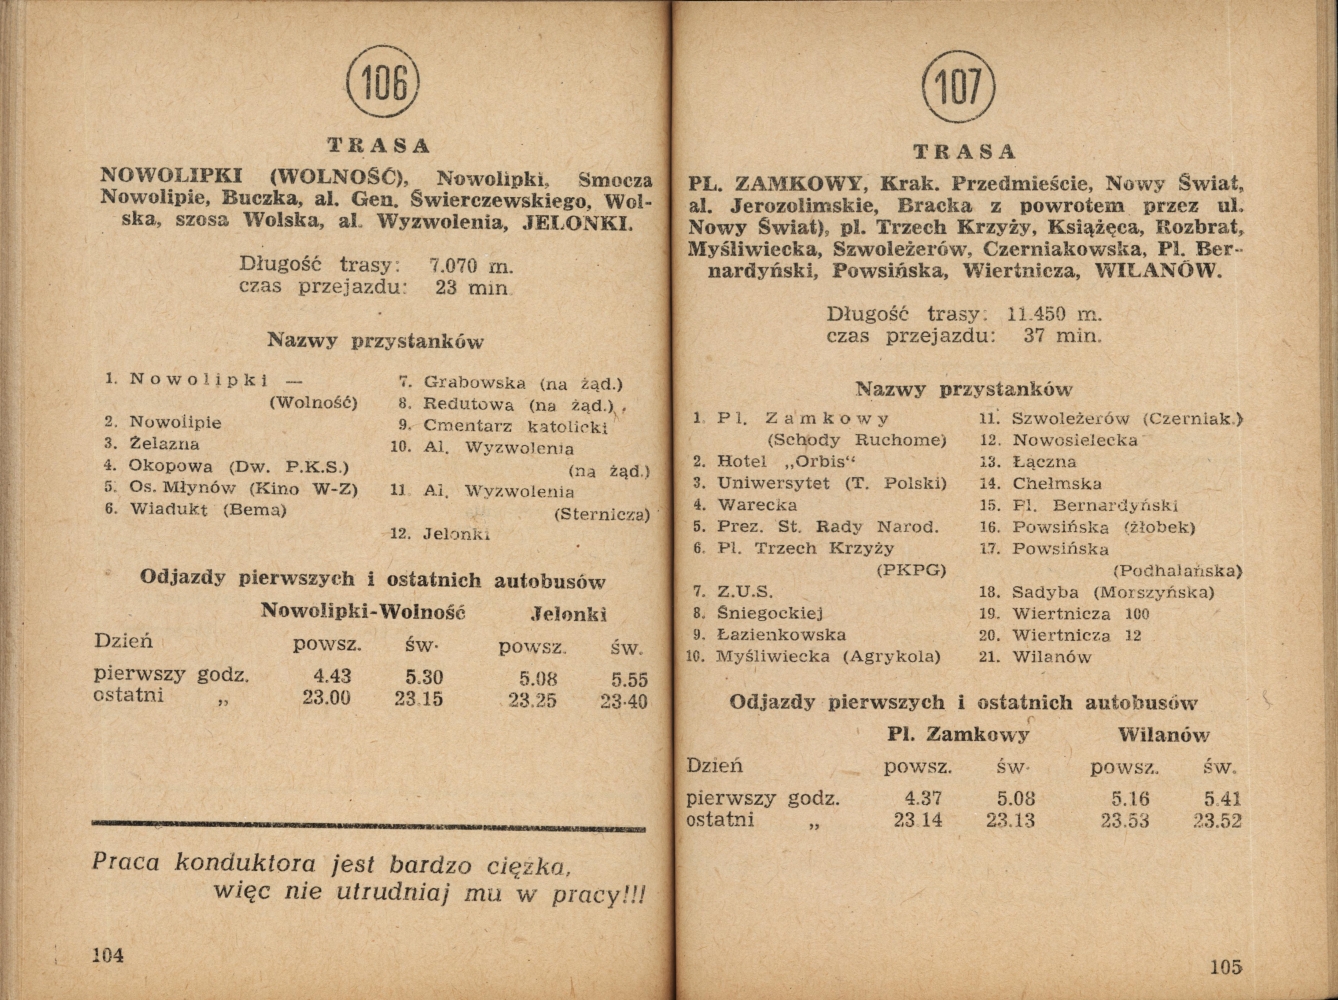 106
TRASA
NOWOLIPKI (WOLNOŚĆ), Nowolipki, Smocza
Nowolipie, Buczka, al. Gen. Świerczewskiego, Wol-
ska, szosa Wolska, al. Wyzwolenia, JELONKI.
Długość trasy: 7.070 m.
czas przejazdu: 23 min.
Nazwy przystanków
1. Nowolipki —
(Wolność)
2. Nowolipie
3. Żelazna
4. Okopowa (Dw. P.K.S.)
5. Os. Młynów (Kino W-Z)
6. Wiadukt (Bema)
7. Grabowska (na żąd.)
8. Redutowa (na żąd.)
9. Cmentarz katolicki
10. Al. Wyzwolenia
(na żąd.)
11 Al. Wyzwolenia
(Sternicza)
12. Jelonki
Odjazdy pierwszych i ostatnich autobusów
Nowolipki-Wolność Jelonki
Dzień powsz. św. powsz. św.
pierwszy godz. 4.43 5.30 5.08 5.55
ostatni „ 23.00 23.15 23.25 23.40
Praca konduktora jest bardzo ciężka,
więc nie utrudniaj mu w pracy!!!
104
107
TRASA
PL. ZAMKOWY, Krak. Przedmieście, Nowy Świat,
al. Jerozolimskie, Bracka z powrotem przez ul.
Nowy Świat), pl. Trzech Krzyży, Książęca, Rozbrat,
Myśliwiecka, Szwoleżerów, Czerniakowska, Pl. Ber-
nardyński, Powsińska, Wiertnicza, WILANÓW.
Długość trasy: 11.450 m.
czas przejazdu: 37 min.
Nazwy przystanków
1. Pl. Zamkowy
(Schody Ruchome)
2. Hotel „Orbis“
3. Uniwersytet (T. Polski)
4. Warecka
5. Prez. St. Rady Narod.
6. Pl. Trzech Krzyży
(PKPG)
7. Z.U.S.
8. Śniegockiej
9. Łazienkowska
10. Myśliwiecka (Agrykola)
11. Szwoleżerów (Czerniak.)
12. Nowosielecka
13. Łączna
14. Chełmska
15. Pl. Bernardyński
16. Powsińska (żłobek)
17. Powsińska
(Podhalańska)
18. Sadyba (Morszyńska)
19. Wiertnicza 100
20. Wiertnicza 12
21. Wilanów
Odjazdy pierwszych i ostatnich autobusów
Pl. Zamkowy Wilanów
Dzień powsz. św. powsz. św.
pierwszy godz. 4.37 5.08 5.16 5.41
ostatni „ 23.14 23.13 23.53 23.52
105